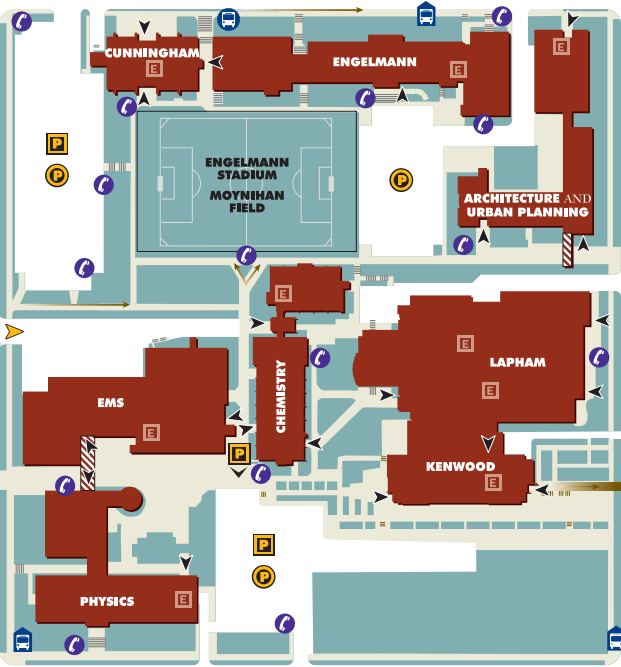 CUNNINGHAM
E
ENGELMANN
E
E
P
P
ENGELMANN
STADIUM
MOYNIHAN
FIELD
P
ARCHITECTURE AND
URBAN PLANNING
E
CHEMISTRY
E
LAPHAM
E
EMS
E
P
KENWOOD
E
P
P
PHYSICS
E